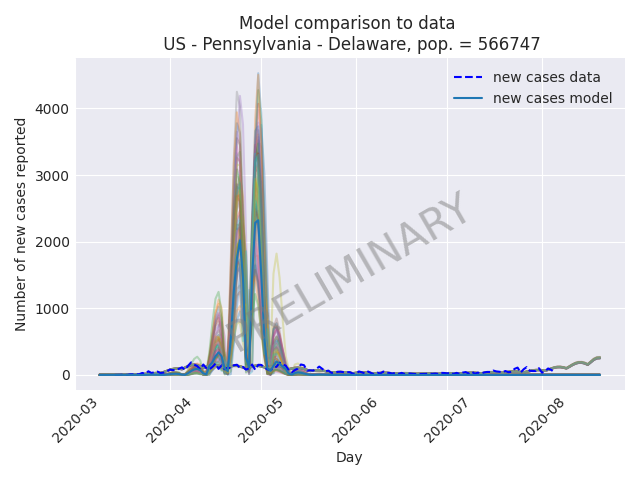 Model comparison to data
US - Pennsylvania - Delaware, pop. = 566747
new cases data
new cases model
Number of new cases reported
4000
3000
2000
1000
0
PRELIMINARY
2020-03
2020-04
2020-05
2020-06
2020-07
2020-08
Day